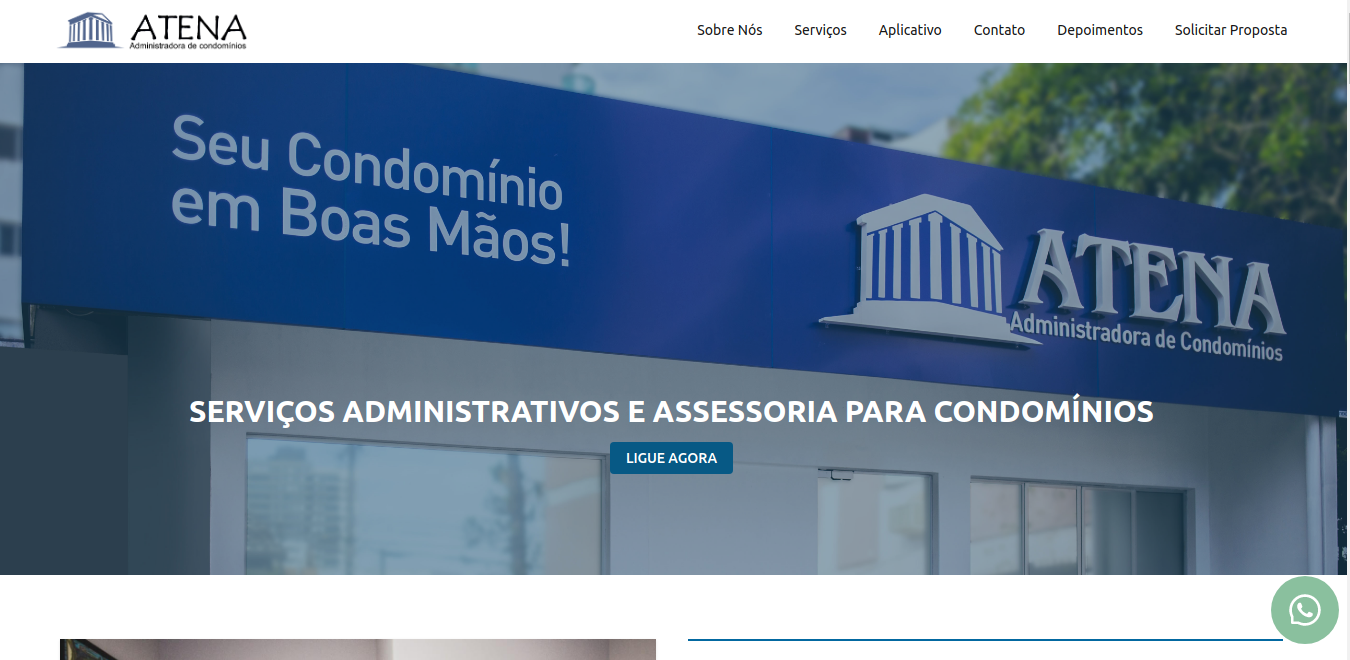 ATENA
Administradora de condomínios
Sobre Nós
Serviços
Aplicativo
Contato
Depoimentos
Solicitar Proposta
Seu Condomínio
em Boas Mãos!
ATENA
Administradora de Condomínios
SERVIÇOS ADMINISTRATIVOS E ASSESSORIA PARA CONDOMÍNIOS
LIGUE AGORA